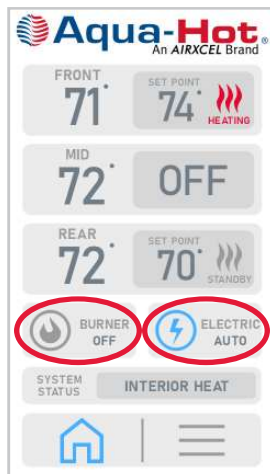 Aqua-Hot®
An AIRXCEL Brand
FRONT
71°
SET POINT
74°
HEATING
MID
72°
OFF
REAR
72°
SET POINT
70°
STANDBY
BURNER
OFF
ELECTRIC
AUTO
SYSTEM
STATUS
INTERIOR HEAT